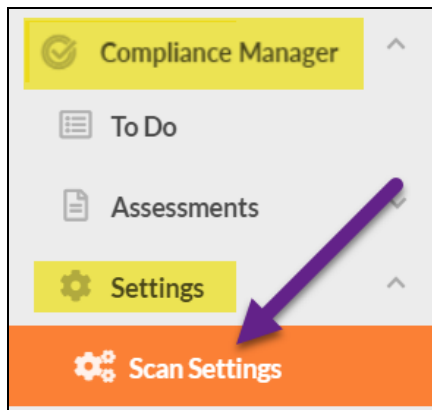 Compliance Manager
To Do
Assessments
Settings
Scan Settings